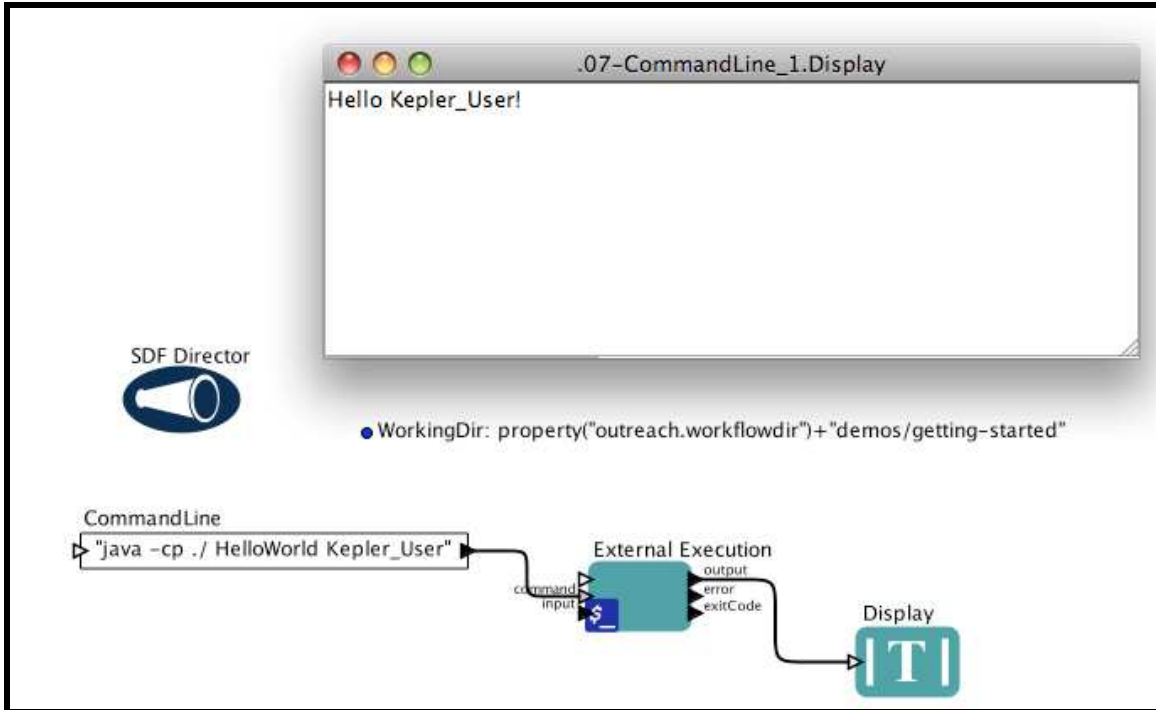 .07-CommandLine_1.Display
Hello Kepler_User!
SDF Director
WorkingDir: property("outreach.workflowdir")+"demos/getting-started"
CommandLine
"java -cp ./ HelloWorld Kepler_User"
External Execution
command
input
$_
output
error
exitCode
Display
T